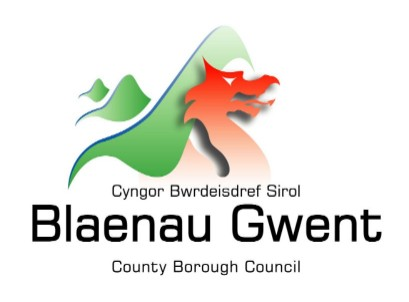 Cyngor Bwrdeisdref Sirol
Blaenau Gwent
County Borough Council